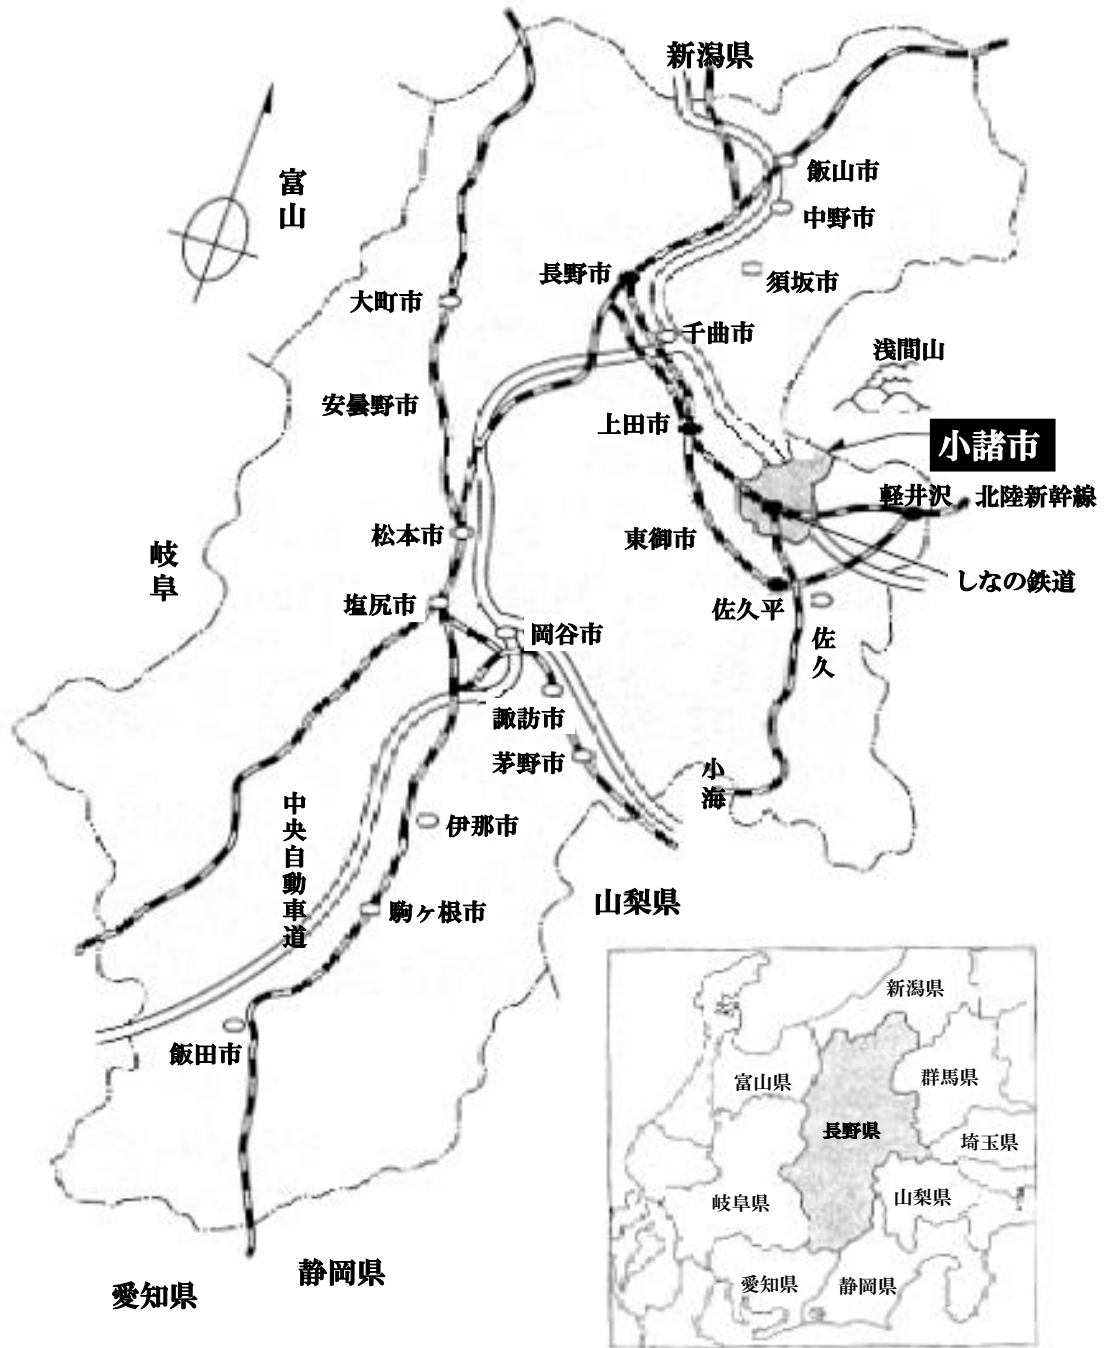 新潟県
飯山市
富山
中野市
長野市
須坂市
大町市
千曲市
浅間山
安曇野市
上田市
小諸市
軽井沢
北陸新幹線
松本市
東御市
岐阜
しなの鉄道
塩尻市
佐久平
岡谷市
佐久
諏訪市
茅野市
小海
中央自動車道
伊那市
山梨県
駒ヶ根市
飯田市
静岡県
愛知県
新潟県
富山県
群馬県
長野県
埼玉県
岐阜県
山梨県
愛知県
静岡県